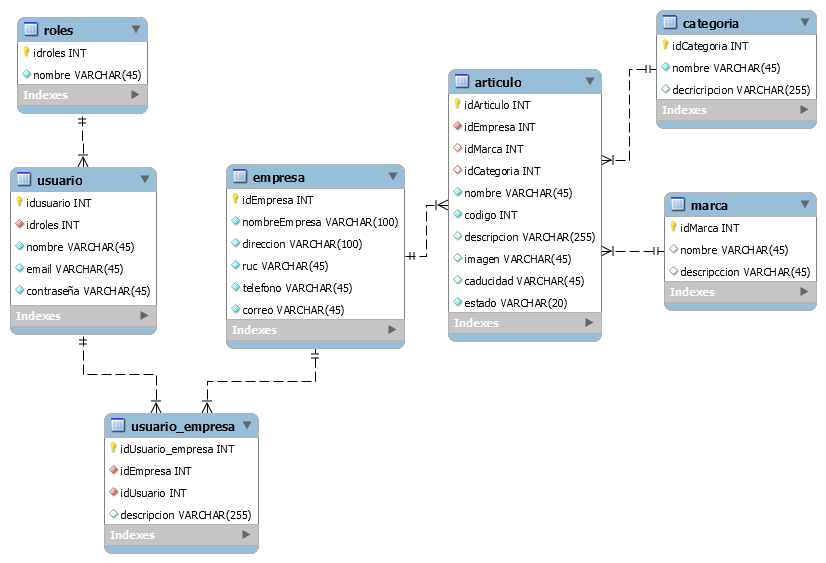 roles
idroles INT
nombre VARCHAR(45)
Indexes
usuario
idusuario INT
idroles INT
nombre VARCHAR(45)
email VARCHAR(45)
contraseña VARCHAR(45)
Indexes
empresa
idEmpresa INT
nombreEmpresa VARCHAR(100)
direccion VARCHAR(100)
ruc VARCHAR(45)
telefono VARCHAR(45)
correo VARCHAR(45)
Indexes
usuario_empresa
idUsuario_empresa INT
idEmpresa INT
idUsuario INT
descripcion VARCHAR(255)
Indexes
articulo
idArticulo INT
idEmpresa INT
idMarca INT
idCategoria INT
nombre VARCHAR(45)
codigo INT
descripcion VARCHAR(255)
imagen VARCHAR(45)
caducidad VARCHAR(45)
estado VARCHAR(20)
Indexes
categoria
idCategoria INT
nombre VARCHAR(45)
decricripcion VARCHAR(255)
Indexes
marca
idMarca INT
nombre VARCHAR(45)
descripccion VARCHAR(45)
Indexes